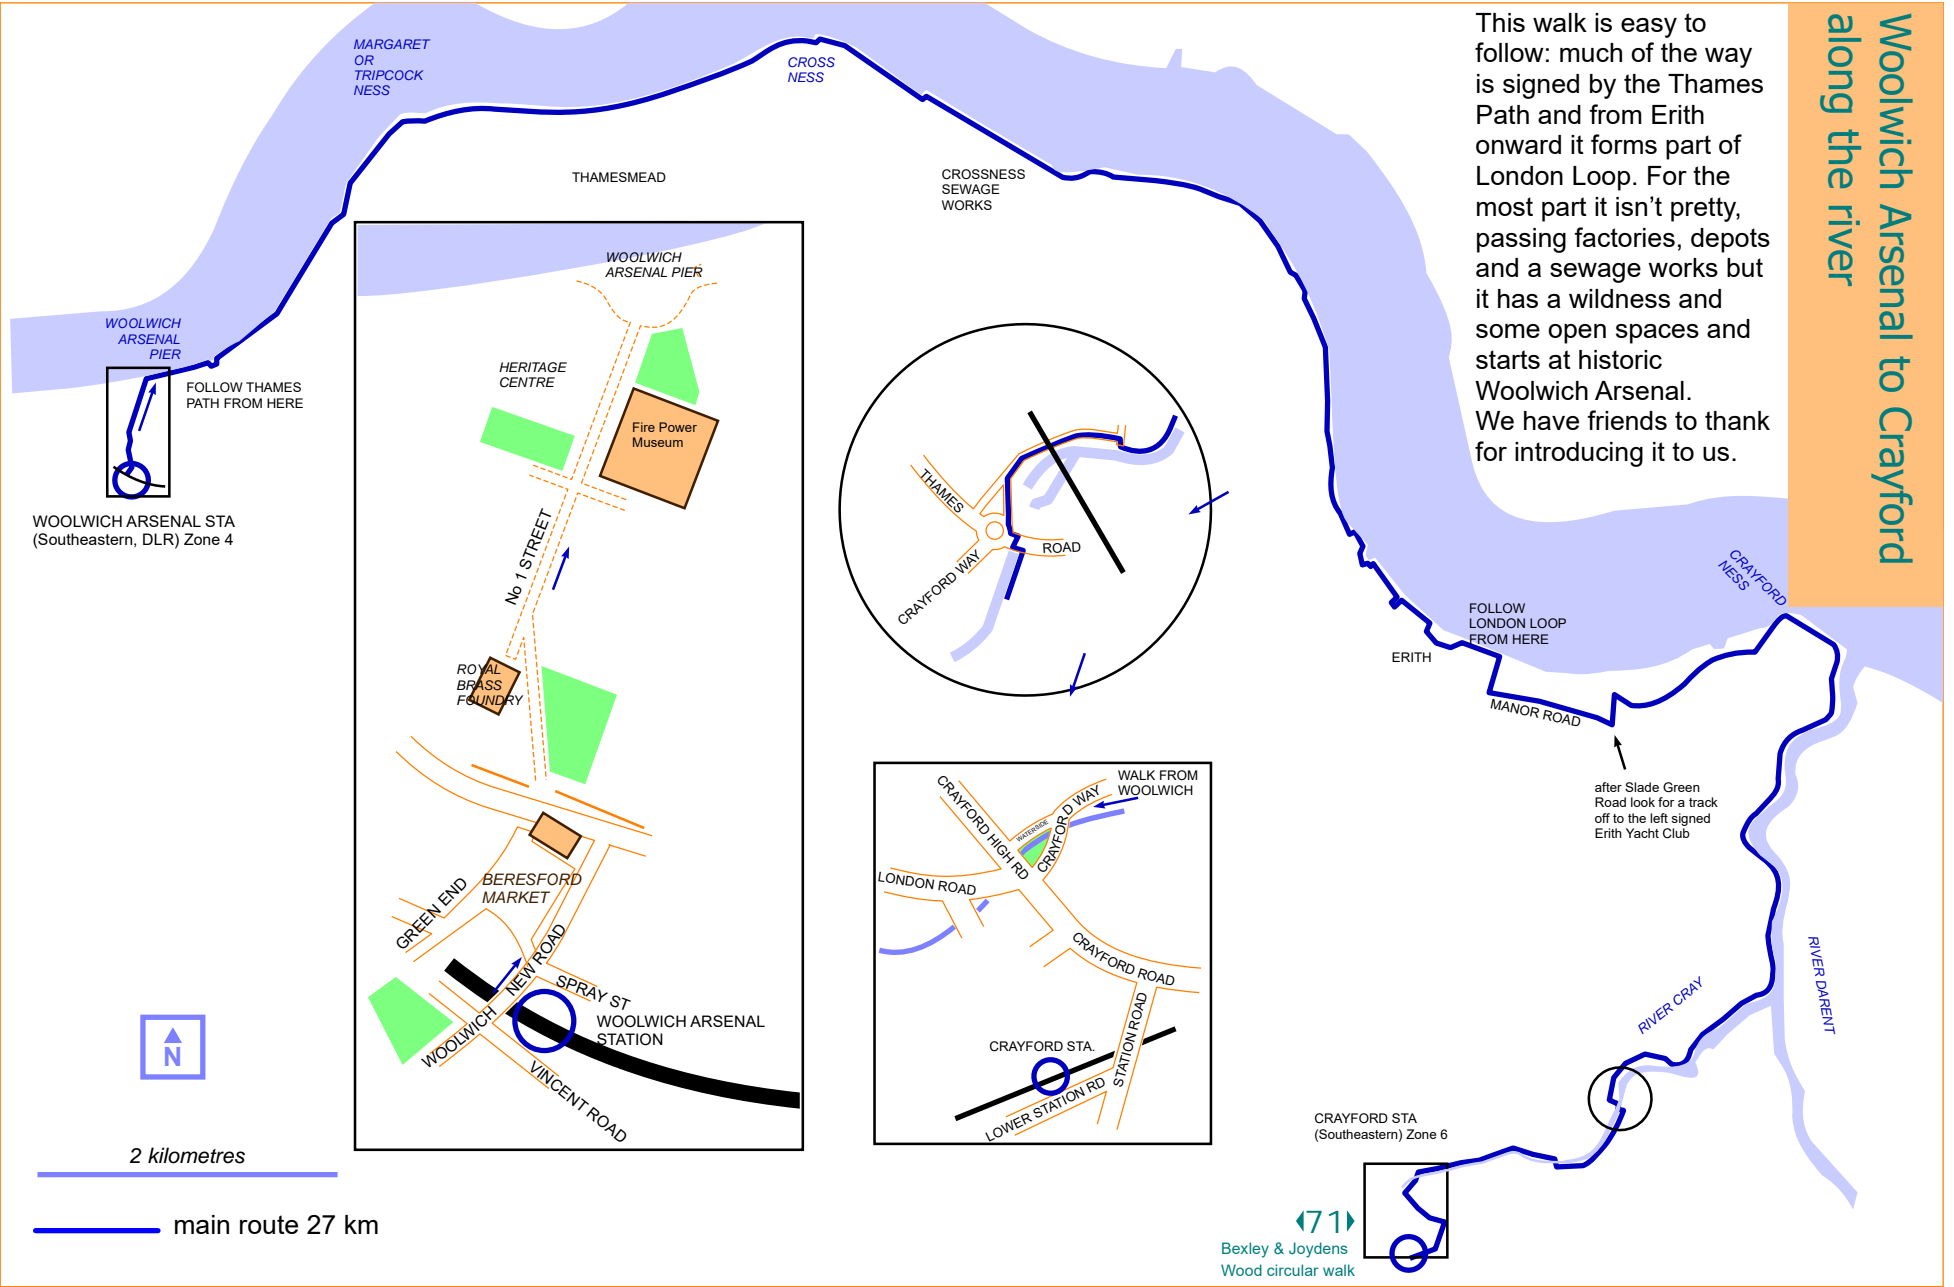 Woolwich Arsenal to Crayford
along the river
This walk is easy to
follow: much of the way
is signed by the Thames
Path and from Erith
onward it forms part of
London Loop. For the
most part it isn’t pretty,
passing factories, depots
and a sewage works but
it has a wildness and
some open spaces and
starts at historic
Woolwich Arsenal.
We have friends to thank
for introducing it to us.
MARGARET
OR
TRIPCOCK
NESS
CROSS
NESS
THAMESMEAD
CROSSNESS
SEWAGE
WORKS
WOOLWICH
ARSENAL
PIER
FOLLOW THAMES
PATH FROM HERE
WOOLWICH ARSENAL STA
(Southeastern, DLR) Zone 4
WOOLWICH
ARSENAL PIER
HERITAGE
CENTRE
Fire Power
Museum
No 1 STREET
ROYAL
BRASS
FOUNDRY
BERESFORD
MARKET
GREEN END
NEW ROAD
SPRAY ST
WOOLWICH ARSENAL
STATION
WOOLWICH
VINCENT ROAD
THAMES
ROAD
CRAYFORD WAY
WALK FROM
WOOLWICH
CRAYFORD HIGH RD
WATERSIDE
CRAYFORD WAY
LONDON ROAD
CRAYFORD ROAD
STATION ROAD
CRAYFORD STA.
LOWER STATION RD
CRAYFORD
NESS
FOLLOW
LONDON LOOP
FROM HERE
ERITH
MANOR ROAD
after Slade Green
Road look for a track
off to the left signed
Erith Yacht Club
RIVER DARENT
RIVER CRAY
CRAYFORD STA
(Southeastern) Zone 6
71
Bexley & Joydens
Wood circular walk
N
2 kilometres
main route 27 km